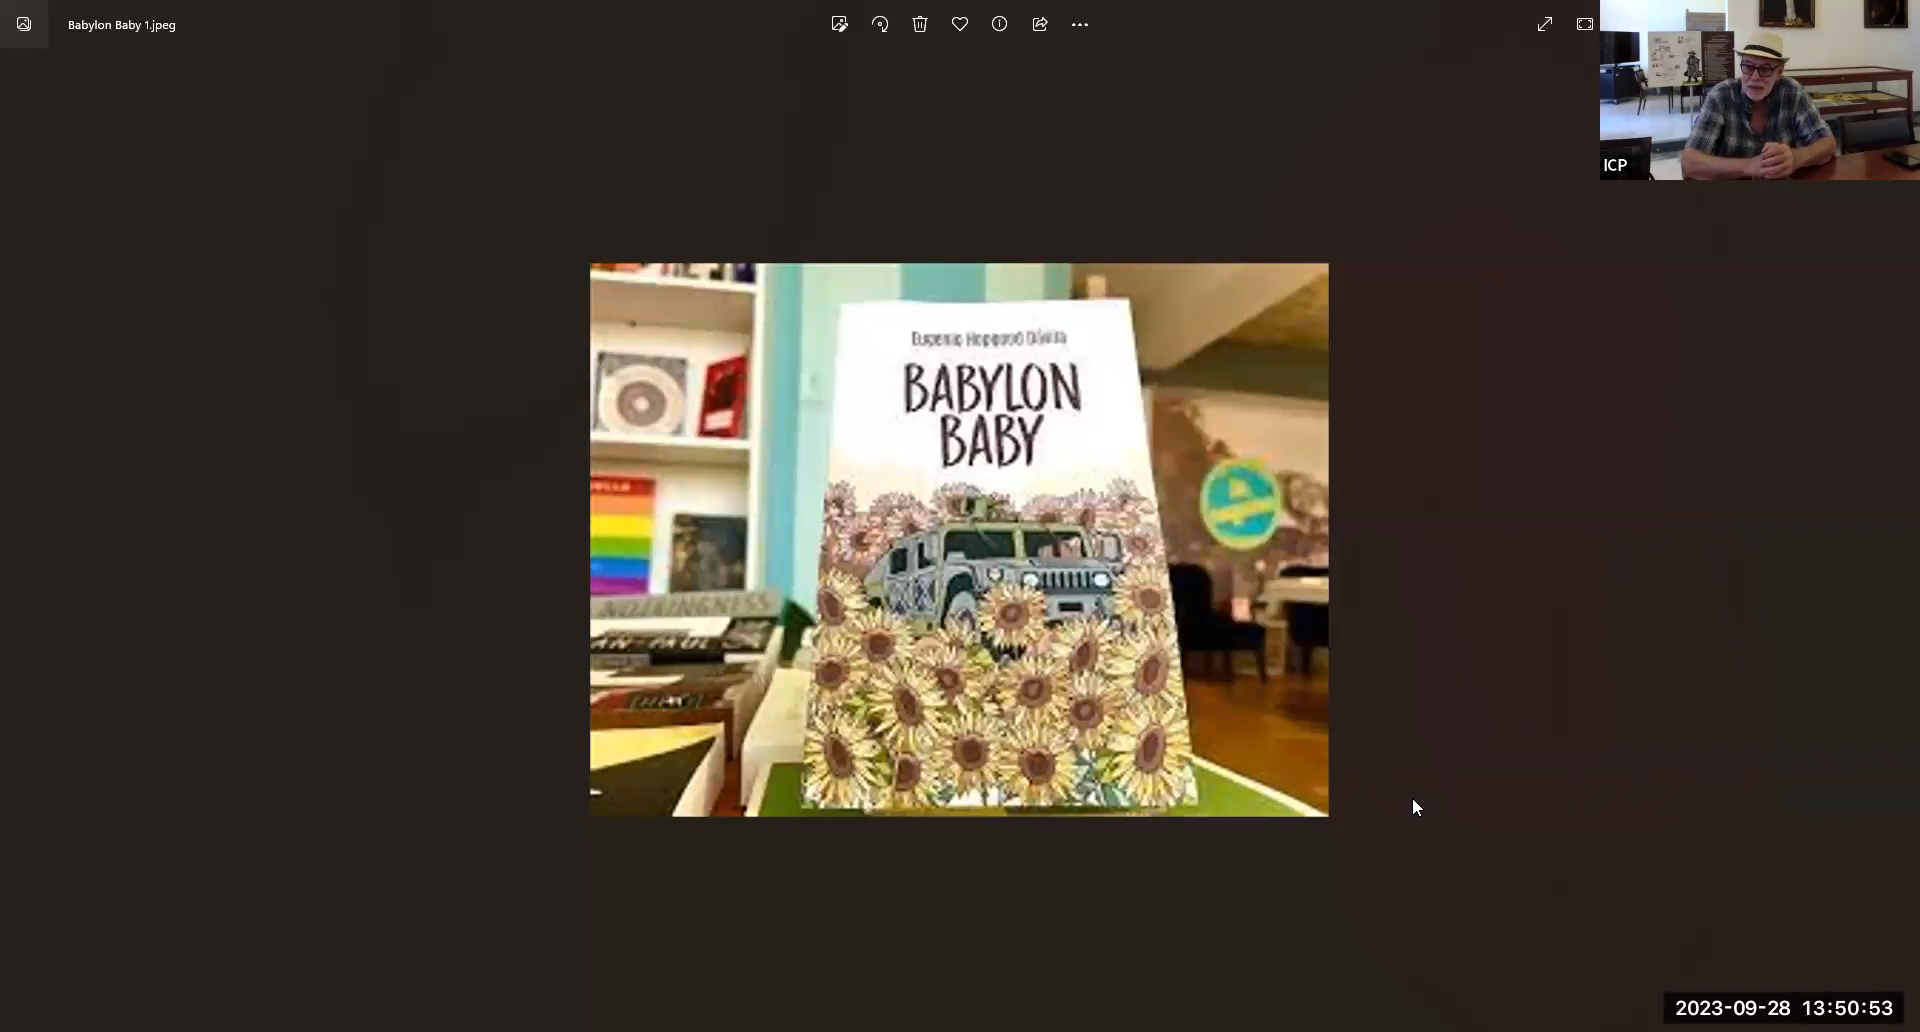 Babylon Baby 1.jpeg
ICP
Eugenio Hopgood Dávila
BABYLON
BABY
2023-09-28 13:50:53